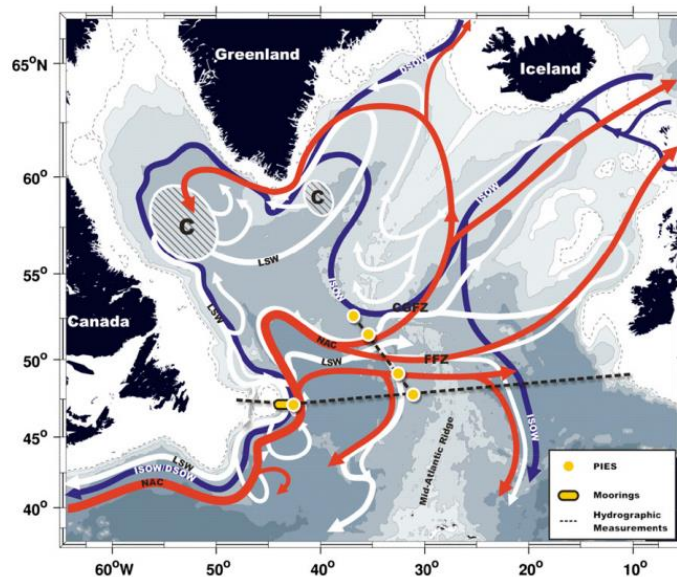 Greenland
Iceland
65°N
DSOW
60°
C
C
ISOW
LSW
55°
ISOW
Canada
LSW
CGFZ
NAC
50°
LSW
FFZ
45°
LSW
ISOW/DSOW
NAC
Mid-Atlantic Ridge
ISOW
40°
PIES
Moorings
Hydrographic
Measurements
60°W
50°
40°
30°
20°
10°